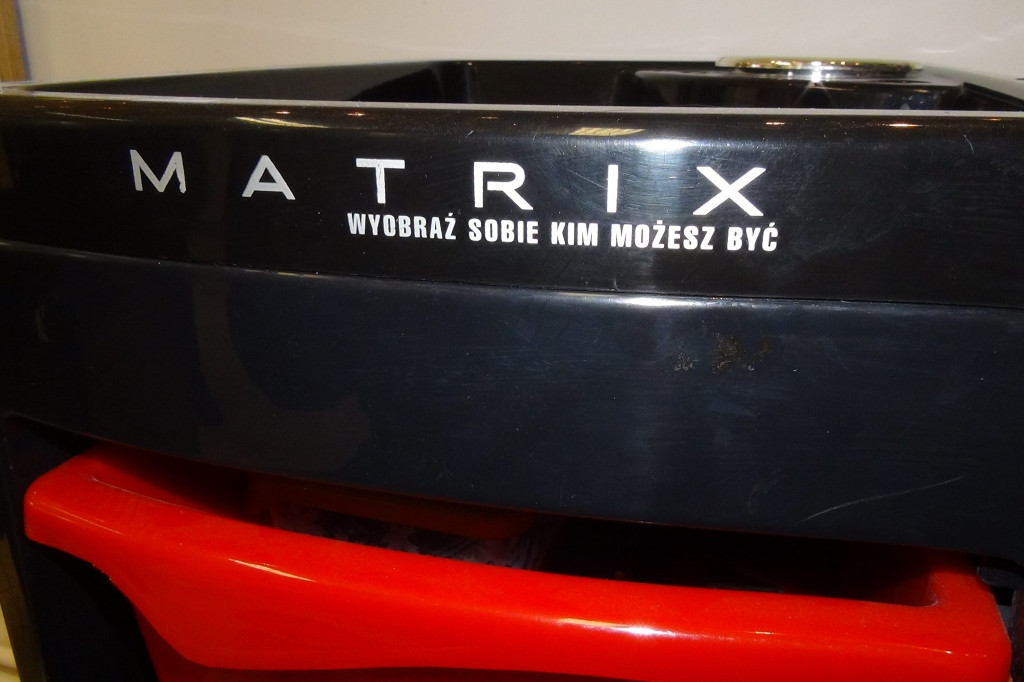 MATRIX
WYOBRAŹ SOBIE KIM MOŻESZ BYĆ